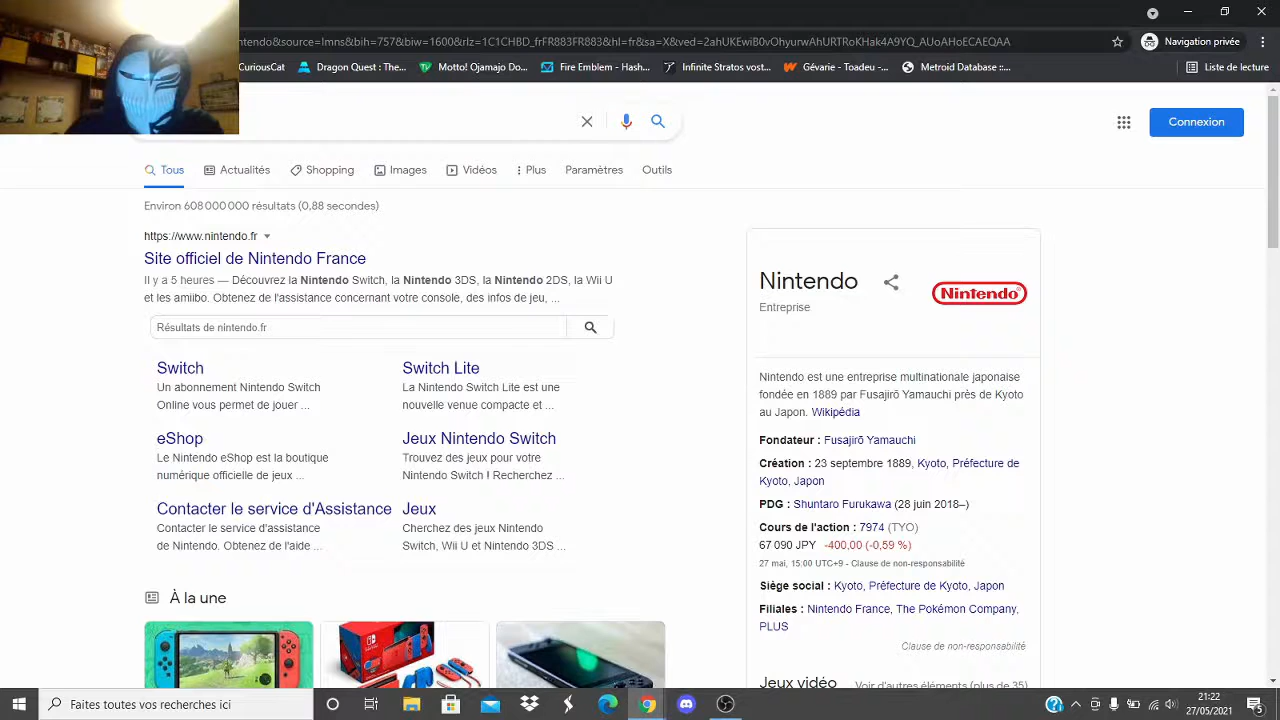 ntendo&source=lmns&bih=757&biw=1600&rlz=1C1CHBD_frFR883FR883&hl=fr&sa=X&ved=2ahUKEwiB0vOhyurwAhURTRoKHak4A9YQ_AUoAHoECAEQAA
Navigation privée
CuriousCat
Dragon Quest : The...
Motto! Ojamajo Do...
Fire Emblem - Hash...
Infinite Stratos vost...
Gévarie - Toadeu -...
Metroid Database ::...
Liste de lecture
Connexion
Tous
Actualités
Shopping
Images
Vidéos
Plus
Paramètres
Outils
Environ 608 000 000 résultats (0,88 secondes)
https://www.nintendo.fr
Site officiel de Nintendo France
Il y a 5 heures — Découvrez la Nintendo Switch, la Nintendo 3DS, la Nintendo 2DS, la Wii U
et les amiibo. Obtenez de l'assistance concernant votre console, des infos de jeu, ...
Résultats de nintendo.fr
Switch
Un abonnement Nintendo Switch
Online vous permet de jouer ...
Switch Lite
La Nintendo Switch Lite est une
nouvelle venue compacte et ...
eShop
Le Nintendo eShop est la boutique
numérique officielle de jeux ...
Jeux Nintendo Switch
Trouvez des jeux pour votre
Nintendo Switch ! Recherchez ...
Contacter le service d'Assistance
Contacter le service d'assistance
de Nintendo. Obtenez de l'aide ...
Jeux
Cherchez des jeux Nintendo
Switch, Wii U et Nintendo 3DS ...
À la une
Nintendo
Entreprise
Nintendo
Nintendo est une entreprise multinationale japonaise
fondée en 1889 par Fusajirō Yamauchi près de Kyoto
au Japon. Wikipédia
Fondateur : Fusajirō Yamauchi
Création : 23 septembre 1889, Kyoto, Préfecture de
Kyoto, Japon
PDG : Shuntaro Furukawa (28 juin 2018–)
Cours de l'action : 7974 (TYO)
67 090 JPY -400,00 (-0,59 %)
27 mai, 15:00 UTC+9 - Clause de non-responsabilité
Siège social : Kyoto, Préfecture de Kyoto, Japon
Filiales : Nintendo France, The Pokémon Company,
PLUS
Clause de non-responsabilité
Jeux vidéo
Voir d'autres éléments (plus de 35)
Faites toutes vos recherches ici
21:22
27/05/2021